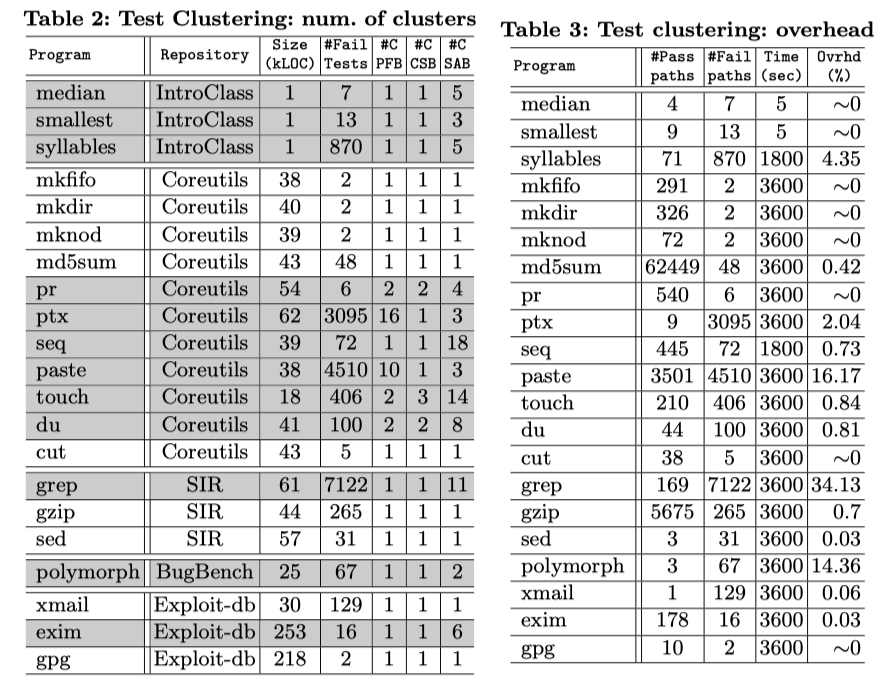 Table 2: Test Clustering: num. of clusters
Program Repository Size (kLOC) #Fail Tests #C PFB #C CSB #C SAB
median IntroClass 1 7 1 1 5
smallest IntroClass 1 13 1 1 3
syllables IntroClass 1 870 1 1 5
mkfifo Coreutils 38 2 1 1 1
mkdir Coreutils 40 2 1 1 1
mknod Coreutils 39 2 1 1 1
md5sum Coreutils 43 48 1 1 1
pr Coreutils 54 6 2 2 4
ptx Coreutils 62 3095 16 1 3
seq Coreutils 39 72 1 1 18
paste Coreutils 38 4510 10 1 3
touch Coreutils 18 406 2 3 14
du Coreutils 41 100 2 2 8
cut Coreutils 43 5 1 1 1
grep SIR 61 7122 1 1 11
gzip SIR 44 265 1 1 1
sed SIR 57 31 1 1 1
polymorph BugBench 25 67 1 1 2
xmail Exploit-db 30 129 1 1 1
exim Exploit-db 253 16 1 1 6
gpg Exploit-db 218 2 1 1 1
Table 3: Test clustering: overhead
Program #Pass paths #Fail paths Time (sec) Ovrhd (%)
median 4 7 5 ~0
smallest 9 13 5 ~0
syllables 71 870 1800 4.35
mkfifo 291 2 3600 ~0
mkdir 326 2 3600 ~0
mknod 72 2 3600 ~0
md5sum 62449 48 3600 0.42
pr 540 6 3600 ~0
ptx 9 3095 3600 2.04
seq 445 72 1800 0.73
paste 3501 4510 3600 16.17
touch 210 406 3600 0.84
du 44 100 3600 0.81
cut 38 5 3600 ~0
grep 169 7122 3600 34.13
gzip 5675 265 3600 0.7
sed 3 31 3600 0.03
polymorph 3 67 3600 14.36
xmail 1 129 3600 0.06
exim 178 16 3600 0.03
gpg 10 2 3600 ~0